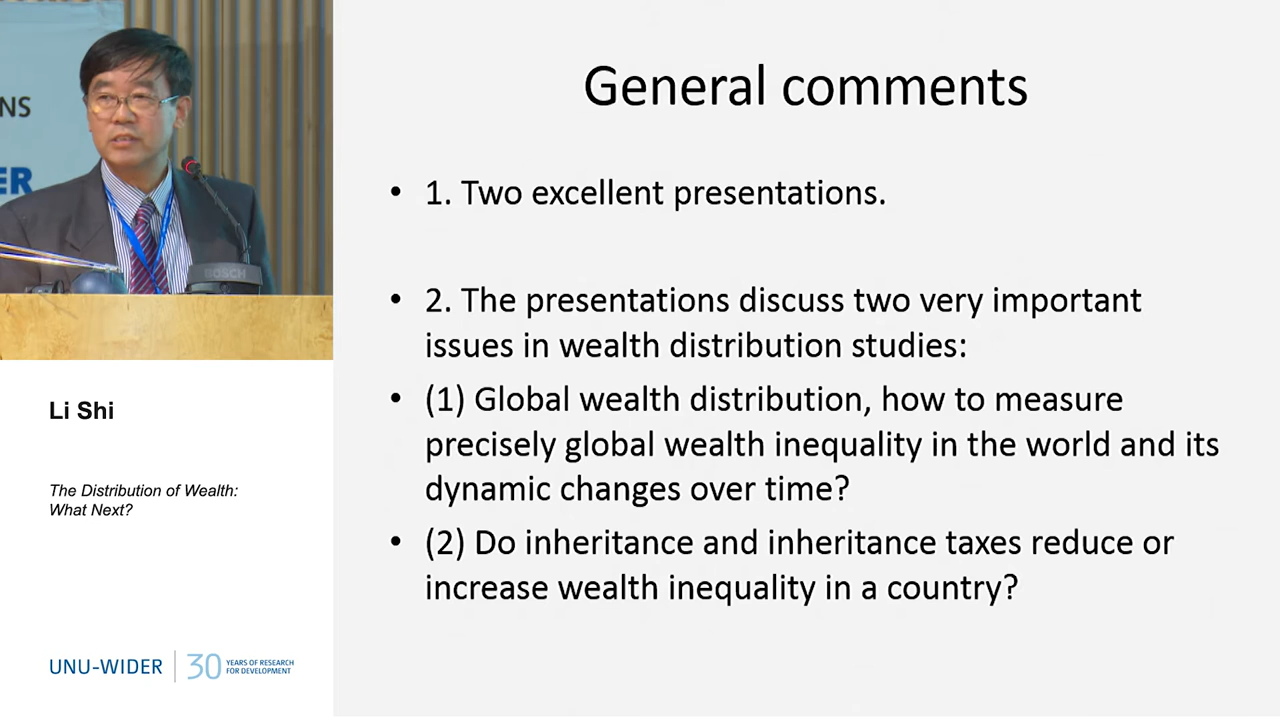 NS
ER
BOSCH
Li Shi
The Distribution of Wealth:
What Next?
UNU-WIDER
30
YEARS OF RESEARCH
FOR DEVELOPMENT
General comments
• 1. Two excellent presentations.
• 2. The presentations discuss two very important
issues in wealth distribution studies:
• (1) Global wealth distribution, how to measure
precisely global wealth inequality in the world and its
dynamic changes over time?
• (2) Do inheritance and inheritance taxes reduce or
increase wealth inequality in a country?